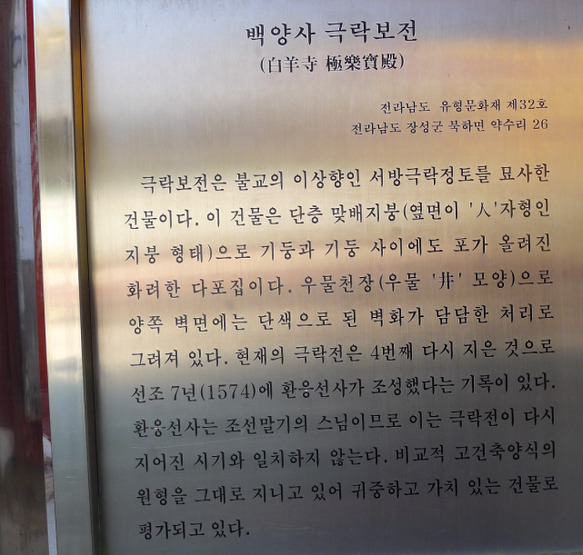 백양사 극락보전
(白羊寺 極樂寶殿)
전라남도 유형문화재 제32호
전라남도 장성군 북하면 약수리 26
극락보전은 불교의 이상향인 서방극락정토를 묘사한
건물이다. 이 건물은 단층 맞배지붕(옆면이 '人'자형인
지붕 형태)으로 기둥과 기둥 사이에도 포가 올려진
화려한 다포집이다. 우물천장(우물 '井' 모양)으로
양쪽 벽면에는 단색으로 된 벽화가 담담한 처리로
그려져 있다. 현재의 극락전은 4번째 다시 지은 것으로
선조 7년(1574)에 환응선사가 조성했다는 기록이 있다.
환응선사는 조선말기의 스님이므로 이는 극락전이 다시
지어진 시기와 일치하지 않는다. 비교적 고건축양식의
원형을 그대로 지니고 있어 귀중하고 가치 있는 건물로
평가되고 있다.